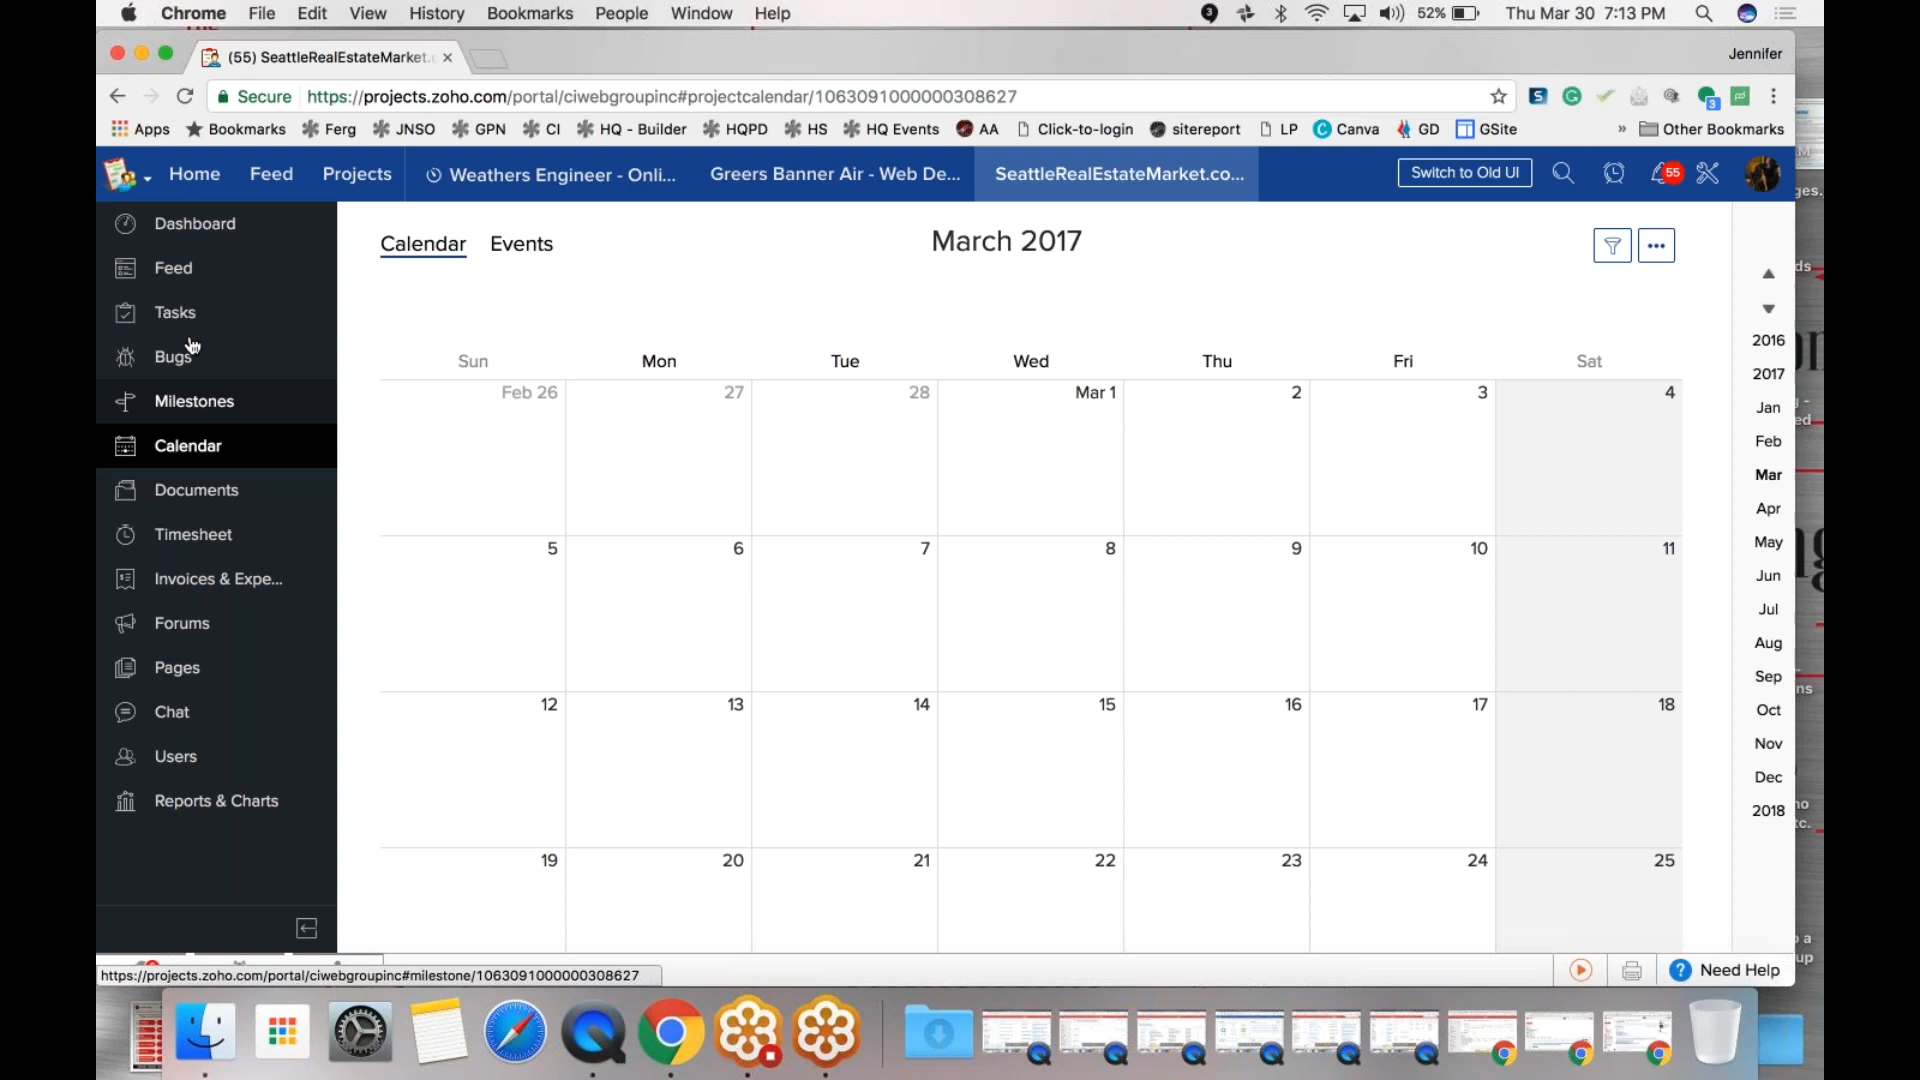 Chrome File Edit View History Bookmarks People Window Help
3 52% Thu Mar 30 7:13 PM
(55) SeattleRealEstateMarket.
Jennifer
Secure https://projects.zoho.com/portal/ciwebgroupinc#projectcalendar/1063091000000308627
Apps Bookmarks Ferg JNSO GPN CI HQ - Builder HQPD HS HQ Events AA Click-to-login sitereport LP Canva GD GSite » Other Bookmarks
Home Feed Projects Weathers Engineer - Onli... Greers Banner Air - Web De... SeattleRealEstateMarket.co... Switch to Old UI 55
Dashboard
Feed
Tasks
Bugs
Milestones
Calendar
Documents
Timesheet
Invoices & Expe...
Forums
Pages
Chat
Users
Reports & Charts
Calendar Events March 2017
Sun Mon Tue Wed Thu Fri Sat
Feb 26 27 28 Mar 1 2 3 4
5 6 7 8 9 10 11
12 13 14 15 16 17 18
19 20 21 22 23 24 25
2016
2017
Jan
Feb
Mar
Apr
May
Jun
Jul
Aug
Sep
Oct
Nov
Dec
2018
https://projects.zoho.com/portal/ciwebgroupinc#milestone/1063091000000308627
Need Help